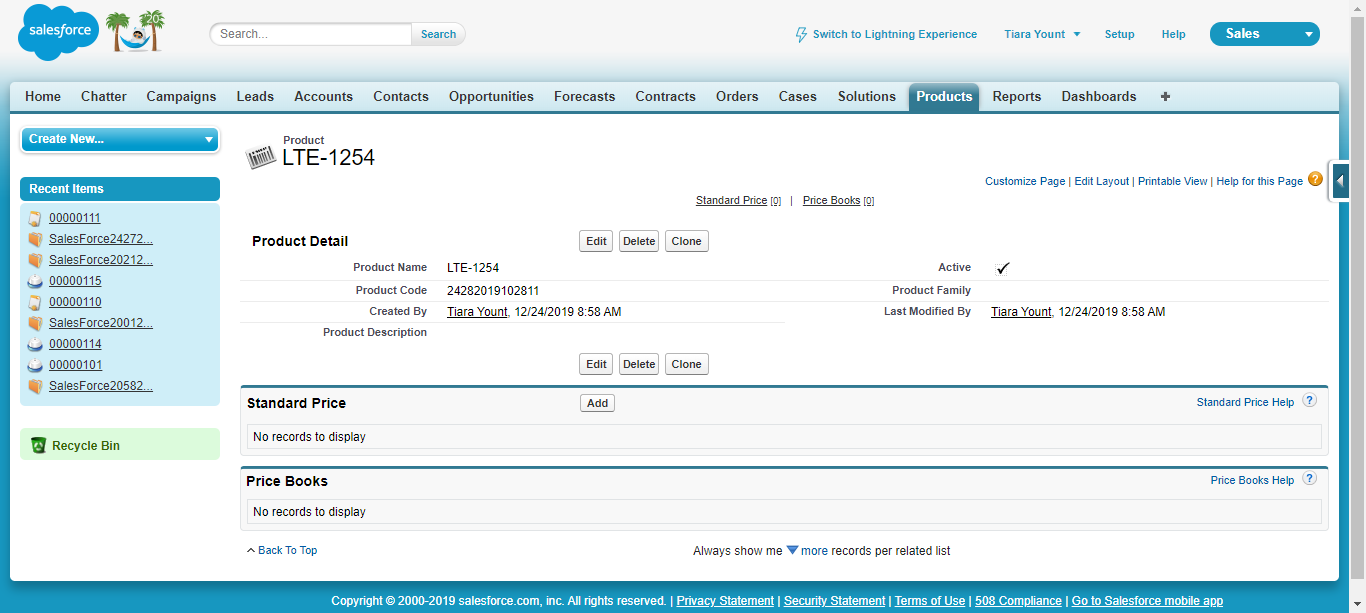 salesforce
20
Search...
Search
Switch to Lightning Experience
Tiara Yount
Setup
Help
Sales
Home Chatter Campaigns Leads Accounts Contacts Opportunities Forecasts Contracts Orders Cases Solutions Products Reports Dashboards +
Create New...
Recent Items
00000111
SalesForce24272...
SalesForce20212...
00000115
00000110
SalesForce20012...
00000114
00000101
SalesForce20582...
Recycle Bin
Product
LTE-1254
Customize Page | Edit Layout | Printable View | Help for this Page ?
Standard Price [0] | Price Books [0]
Product Detail
Edit Delete Clone
Product Name LTE-1254 Active ✓
Product Code 24282019102811 Product Family
Created By Tiara Yount, 12/24/2019 8:58 AM Last Modified By Tiara Yount, 12/24/2019 8:58 AM
Product Description
Edit Delete Clone
Standard Price Add Standard Price Help ?
No records to display
Price Books Price Books Help ?
No records to display
Back To Top Always show me more records per related list
Copyright © 2000-2019 salesforce.com, inc. All rights reserved. | Privacy Statement | Security Statement | Terms of Use | 508 Compliance | Go to Salesforce mobile app